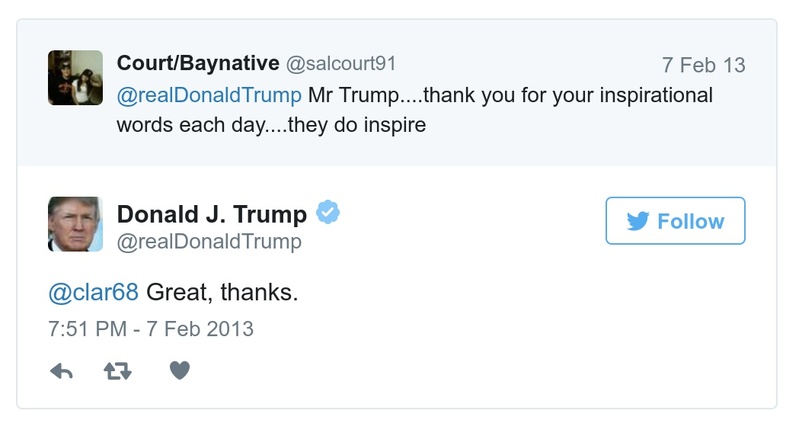 Court/Baynative @salcourt91 7 Feb 13
@realDonaldTrump Mr Trump....thank you for your inspirational
words each day....they do inspire
Donald J. Trump
@realDonaldTrump
Follow
@clar68 Great, thanks.
7:51 PM - 7 Feb 2013